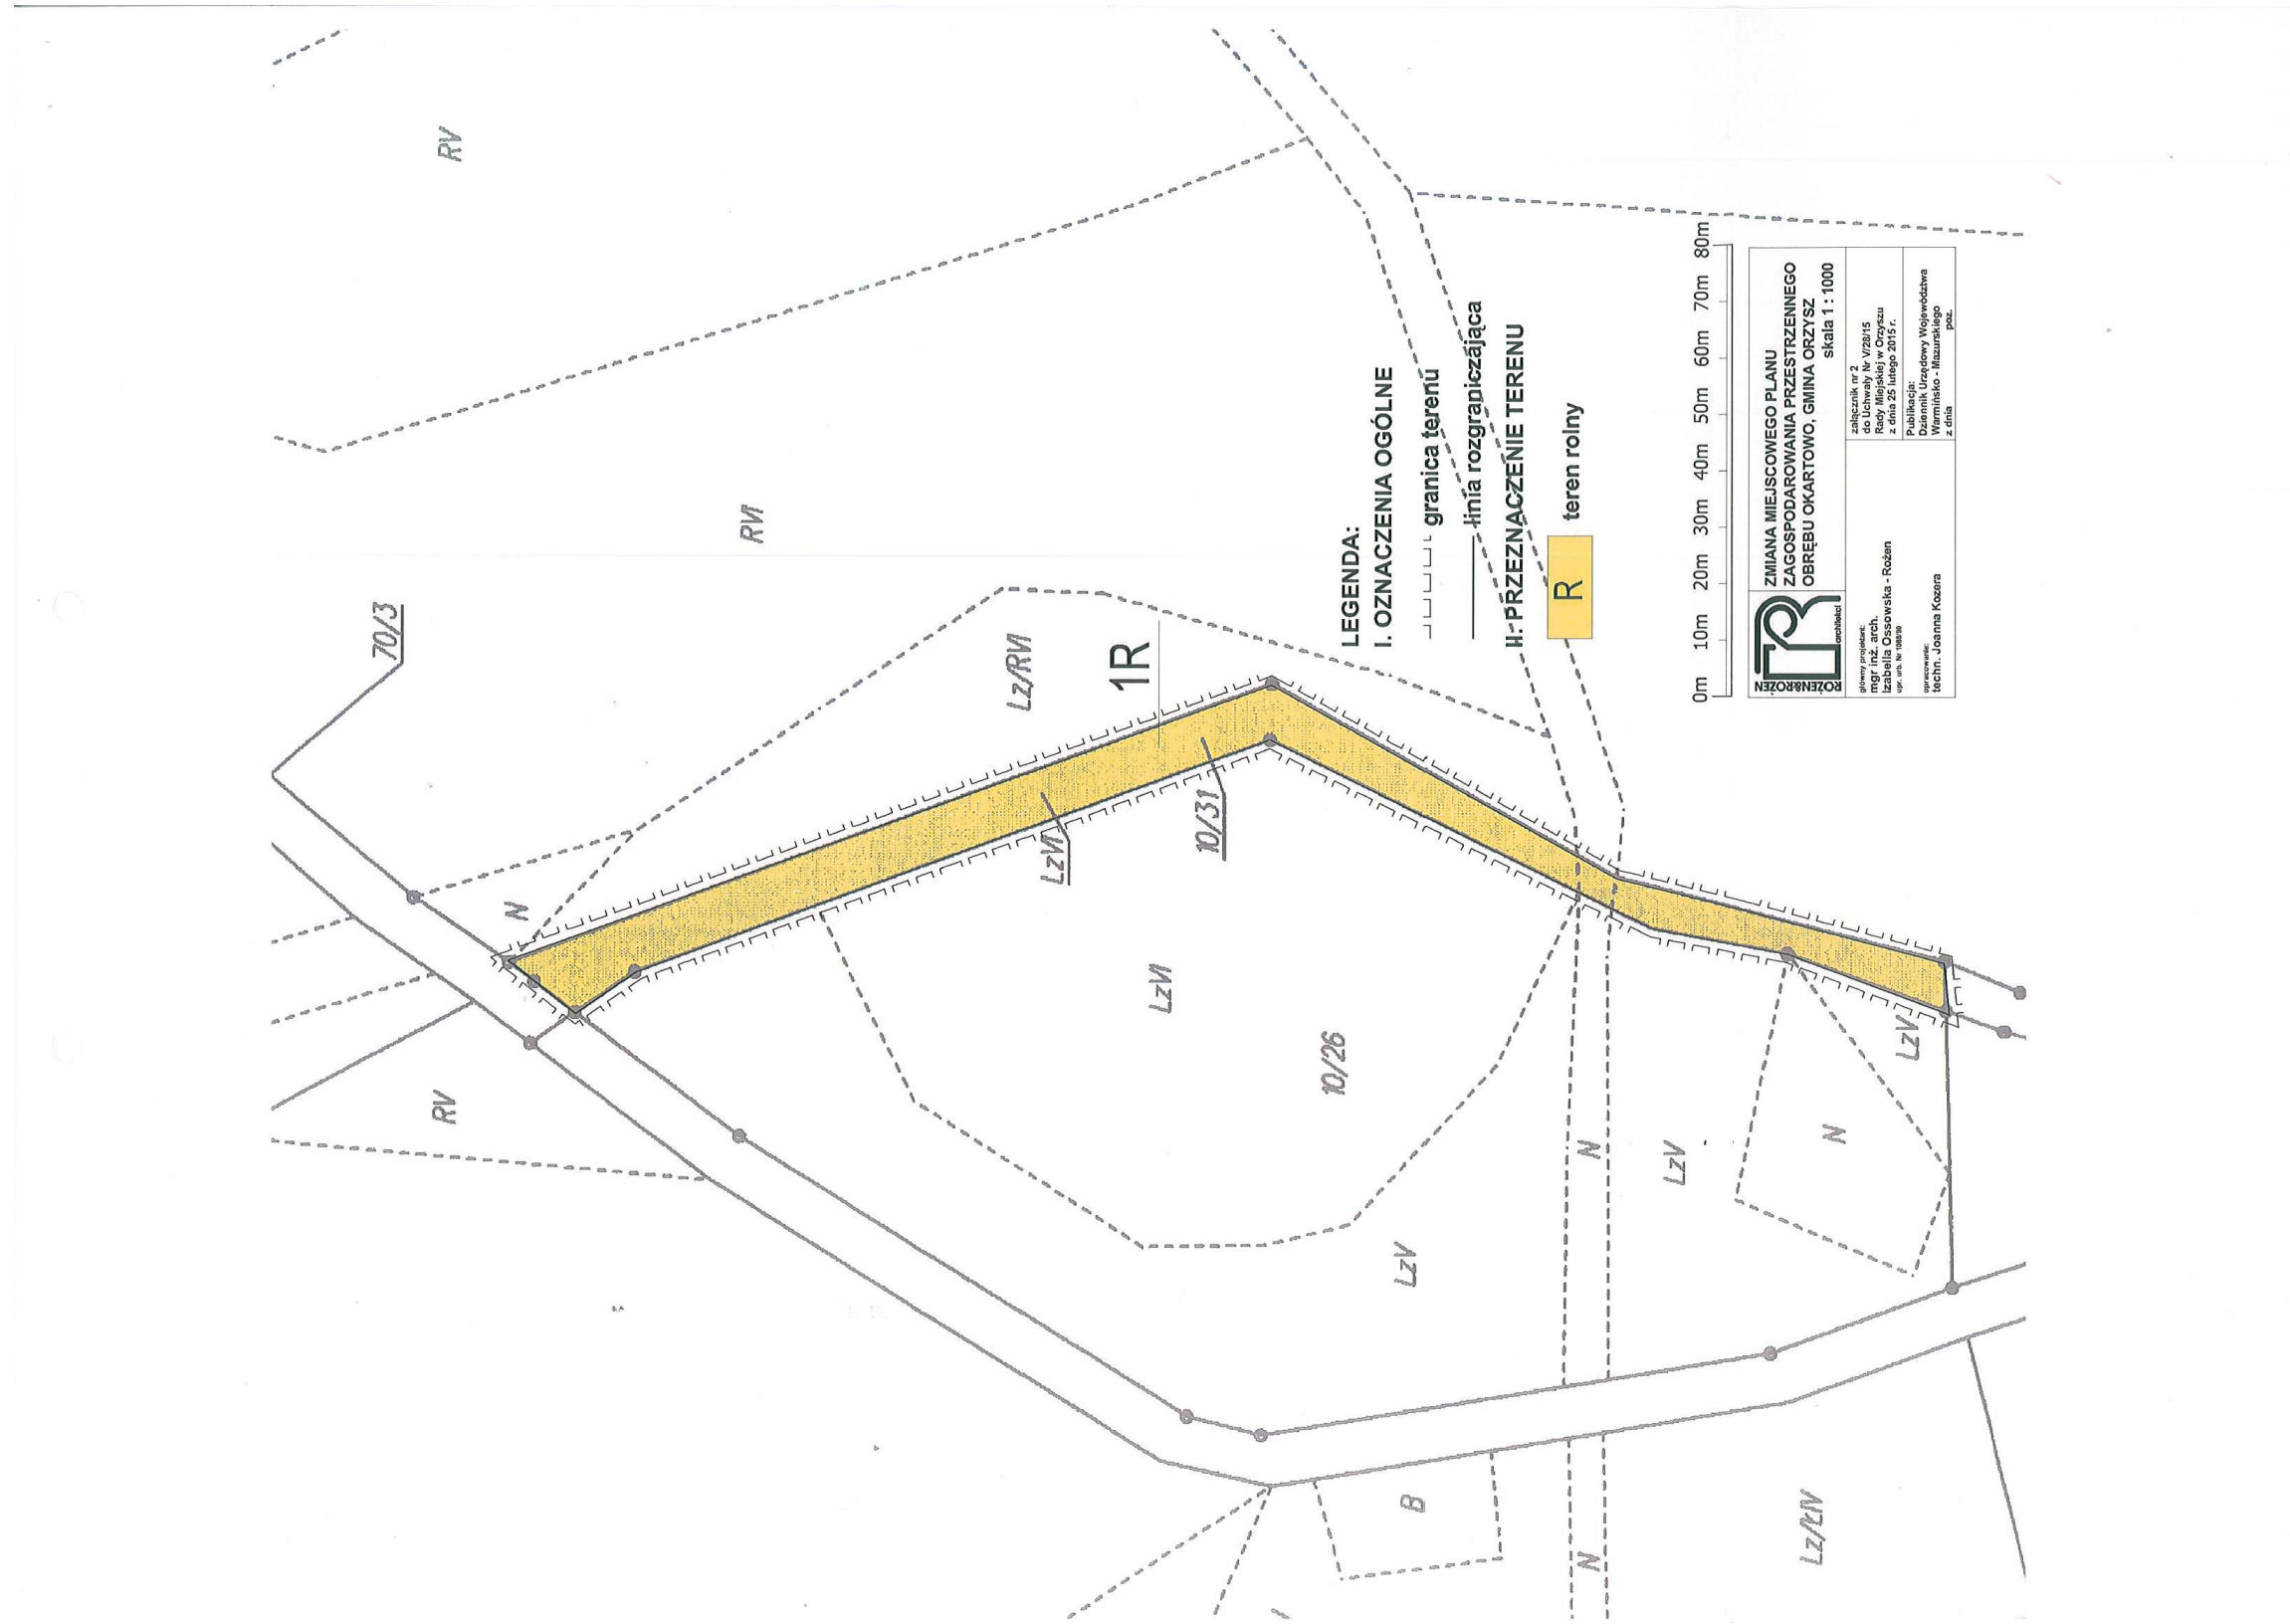 70/3
RV
RVI
Lz/RVI
1R
N
LzVI
10/31
RV
LzVI
10/26
LzV
N
LzV
N
LzV
B
N
Lz/ŁIV
LEGENDA:
I. OZNACZENIA OGÓLNE
granica terenu
linia rozgraniczająca
II. PRZEZNACZENIE TERENU
R teren rolny
0m 10m 20m 30m 40m 50m 60m 70m 80m
ROŻEN&ROŻEN
architekci
ZMIANA MIEJSCOWEGO PLANU
ZAGOSPODAROWANIA PRZESTRZENNEGO
OBRĘBU OKARTOWO, GMINA ORZYSZ
skala 1 : 1000
główny projektant:
mgr inż. arch.
Izabella Ossowska - Rożen
upr. urb. Nr
opracowanie:
techn. Joanna Kozera
załącznik nr 2
do Uchwały Nr V/28/15
Rady Miejskiej w Orzyszu
z dnia 25 lutego 2015 r.
Publikacja:
Dziennik Urzędowy Województwa
Warmińsko - Mazurskiego
z dnia poz.